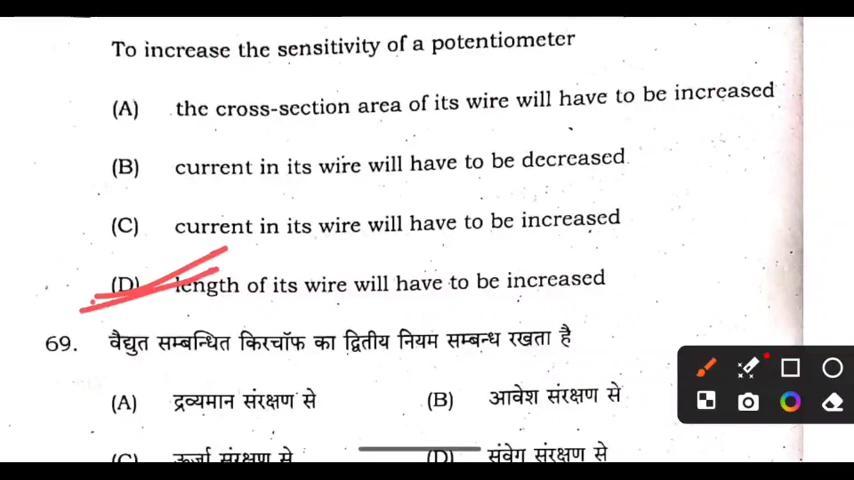 To increase the sensitivity of a potentiometer
(A) the cross-section area of its wire will have to be increased
(B) current in its wire will have to be decreased
(C) current in its wire will have to be increased
(D) length of its wire will have to be increased
69. वैद्युत सम्बन्धित किरचॉफ का द्वितीय नियम सम्बन्ध रखता है
(A) द्रव्यमान संरक्षण से (B) आवेश संरक्षण से
(C) ऊर्जा संरक्षण से (D) संवेग संरक्षण से